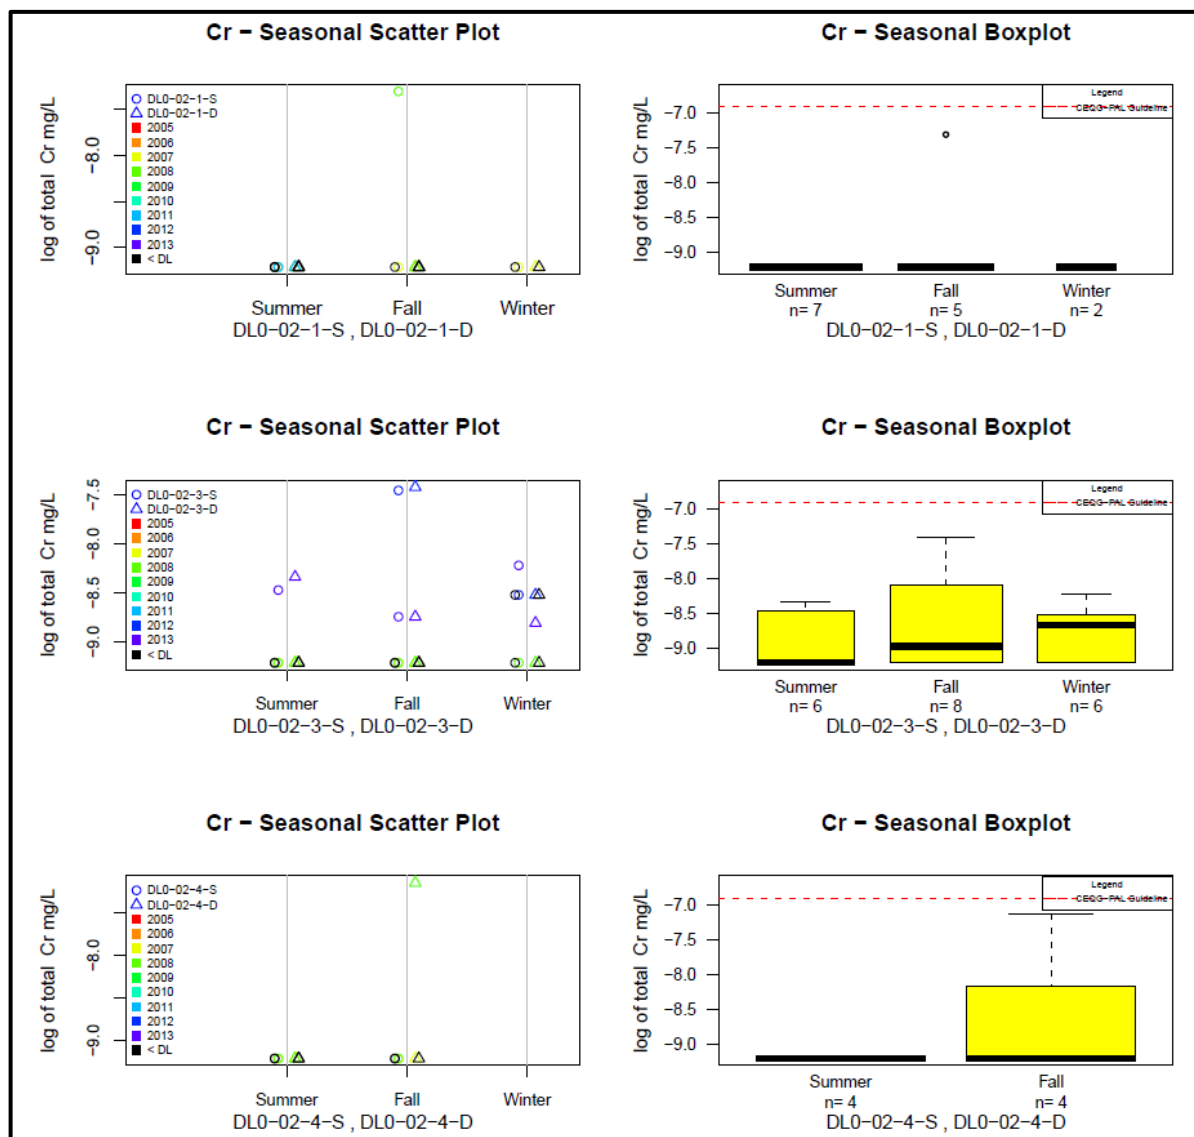 Cr − Seasonal Scatter Plot
log of total Cr mg/L
−8.0
−9.0
DL0−02−1−S
DL0−02−1−D
2005
2006
2007
2008
2009
2010
2011
2012
2013
< DL
Summer Fall Winter
DL0−02−1−S , DL0−02−1−D
Cr − Seasonal Boxplot
log of total Cr mg/L
−7.0
−7.5
−8.0
−8.5
−9.0
Legend
CEQG−PAL Guideline
Summer Fall Winter
n= 7 n= 5 n= 2
DL0−02−1−S , DL0−02−1−D
Cr − Seasonal Scatter Plot
log of total Cr mg/L
−7.5
−8.0
−8.5
−9.0
DL0−02−3−S
DL0−02−3−D
2005
2006
2007
2008
2009
2010
2011
2012
2013
< DL
Summer Fall Winter
DL0−02−3−S , DL0−02−3−D
Cr − Seasonal Boxplot
log of total Cr mg/L
−7.0
−7.5
−8.0
−8.5
−9.0
Legend
CEQG−PAL Guideline
Summer Fall Winter
n= 6 n= 8 n= 6
DL0−02−3−S , DL0−02−3−D
Cr − Seasonal Scatter Plot
log of total Cr mg/L
−8.0
−9.0
DL0−02−4−S
DL0−02−4−D
2005
2006
2007
2008
2009
2010
2011
2012
2013
< DL
Summer Fall Winter
DL0−02−4−S , DL0−02−4−D
Cr − Seasonal Boxplot
log of total Cr mg/L
−7.0
−7.5
−8.0
−8.5
−9.0
Legend
CEQG−PAL Guideline
Summer Fall
n= 4 n= 4
DL0−02−4−S , DL0−02−4−D